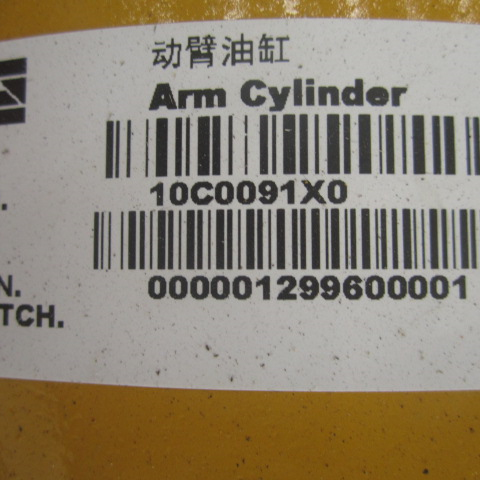 动臂油缸
Arm Cylinder
10C0091X0
N.
000001299600001
TCH.